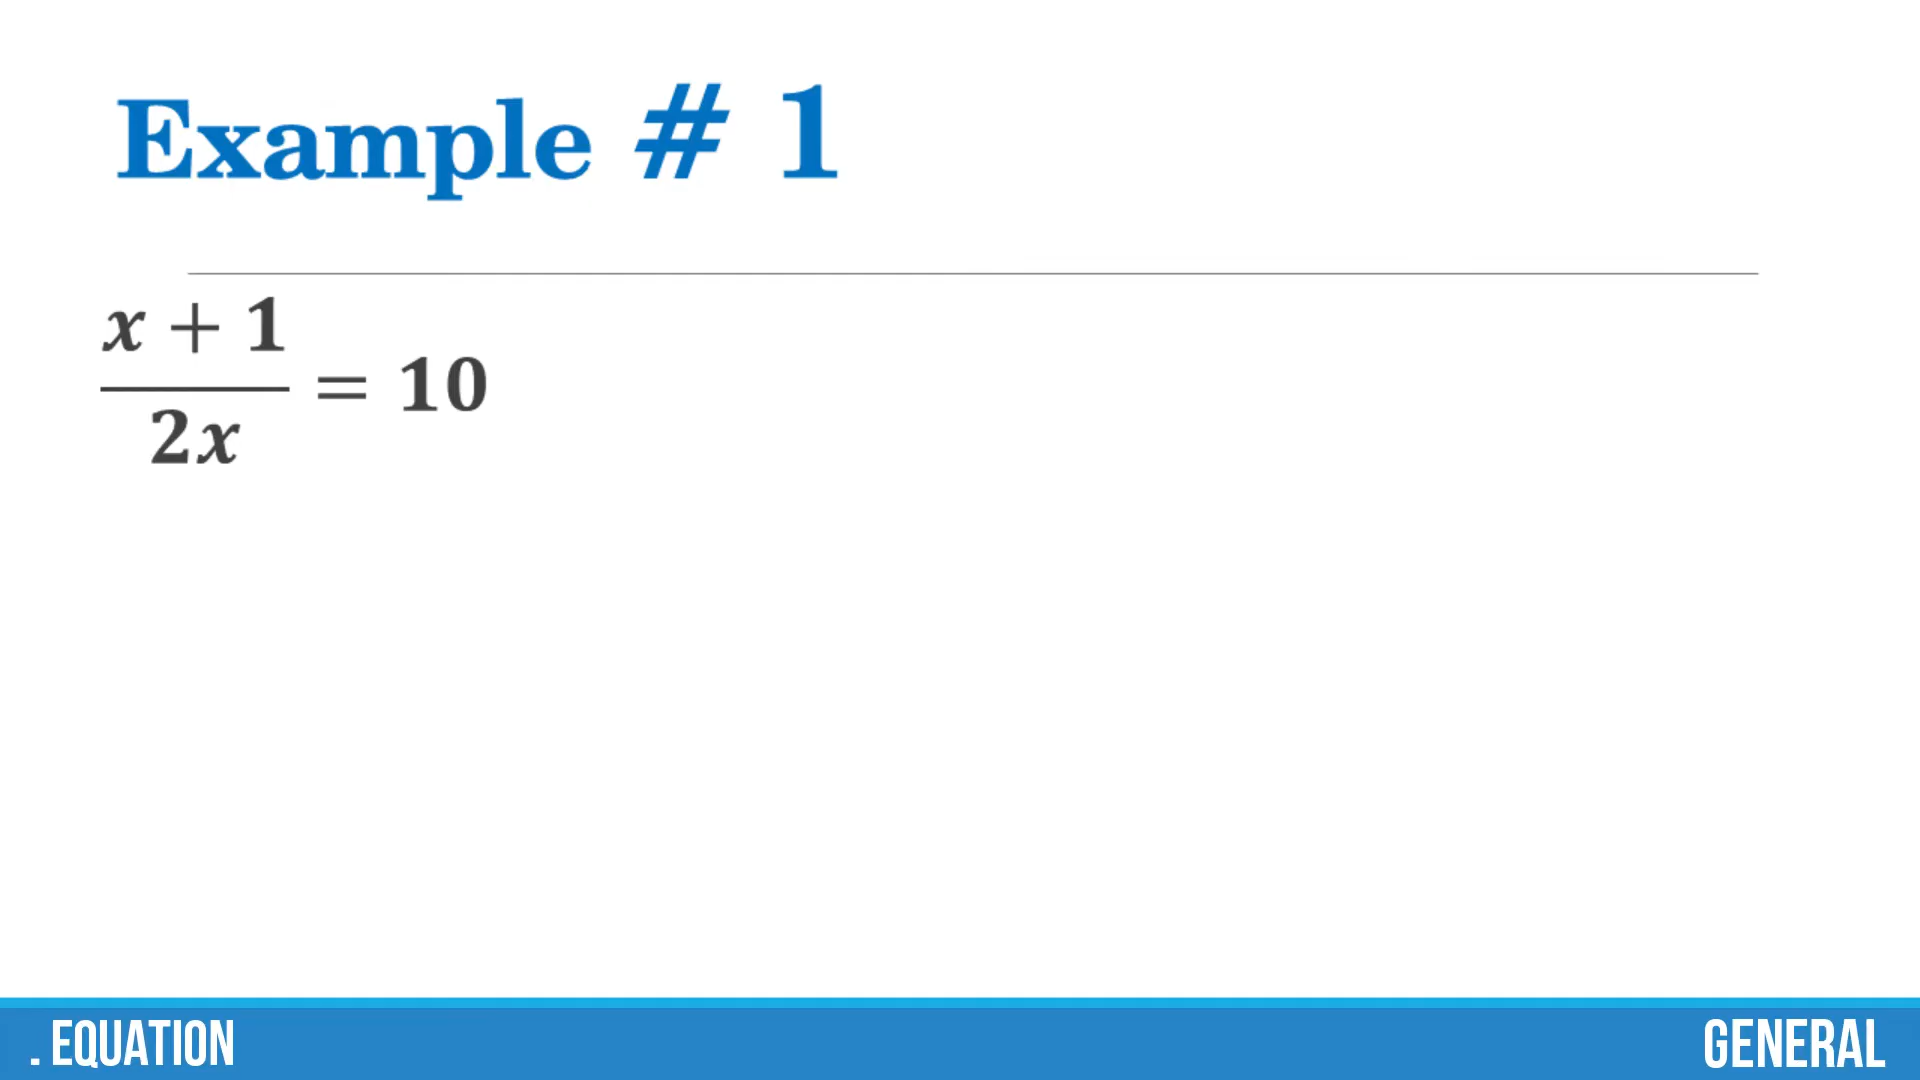 Example # 1
x + 1
2x
= 10
. EQUATION
GENERAL